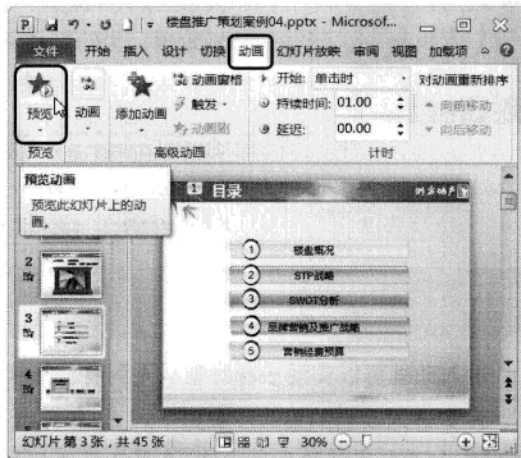 楼盘推广策划案例04.pptx - Microsof...
文件 开始 插入 设计 切换 动画 幻灯片放映 审阅 视图 加载项
预览
动画
添加动画
动画窗格
触发
动画刷
开始: 单击时
持续时间: 01.00
延迟: 00.00
对动画重新排序
向前移动
向后移动
预览 高级动画 计时
预览动画
预览此幻灯片上的动
画。
1 目录
1 楼盘概况
2 STP战略
3 SWOT分析
4 品牌营销及推广战略
5 营销经费预算
2
3
4
幻灯片 第 3 张，共 45 张 30%